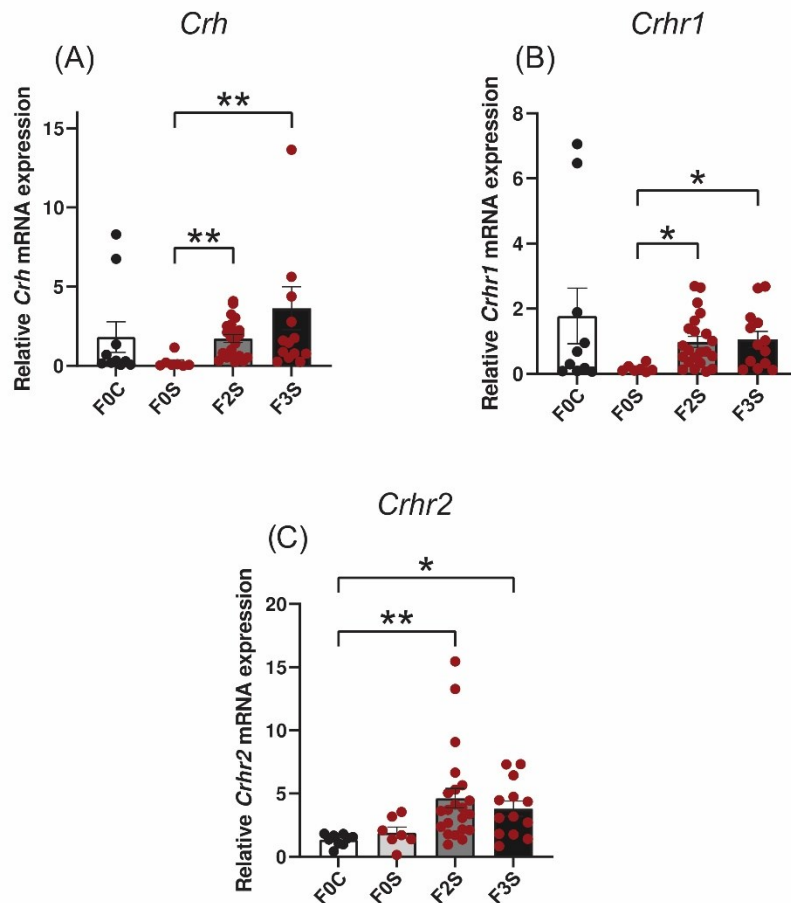 Crh
(A)
Relative Crh mRNA expression
15
10
5
0
**
**
F0C
F0S
F2S
F3S
Crhr1
(B)
Relative Crhr1 mRNA expression
8
6
4
2
0
*
*
F0C
F0S
F2S
F3S
Crhr2
(C)
Relative Crhr2 mRNA expression
20
15
10
5
0
*
**
F0C
F0S
F2S
F3S